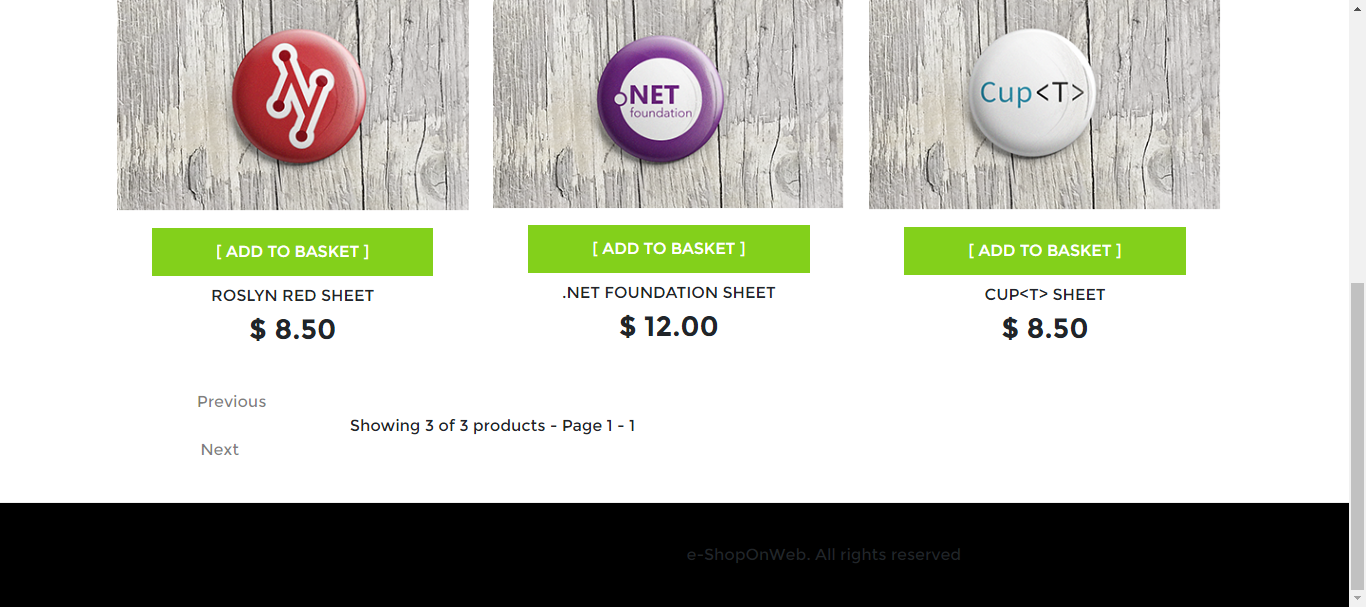 .NET
foundation
Cup<T>
[ ADD TO BASKET ]
[ ADD TO BASKET ]
[ ADD TO BASKET ]
ROSLYN RED SHEET
.NET FOUNDATION SHEET
CUP<T> SHEET
$ 8.50
$ 12.00
$ 8.50
Previous
Showing 3 of 3 products - Page 1 - 1
Next
e-ShopOnWeb. All rights reserved